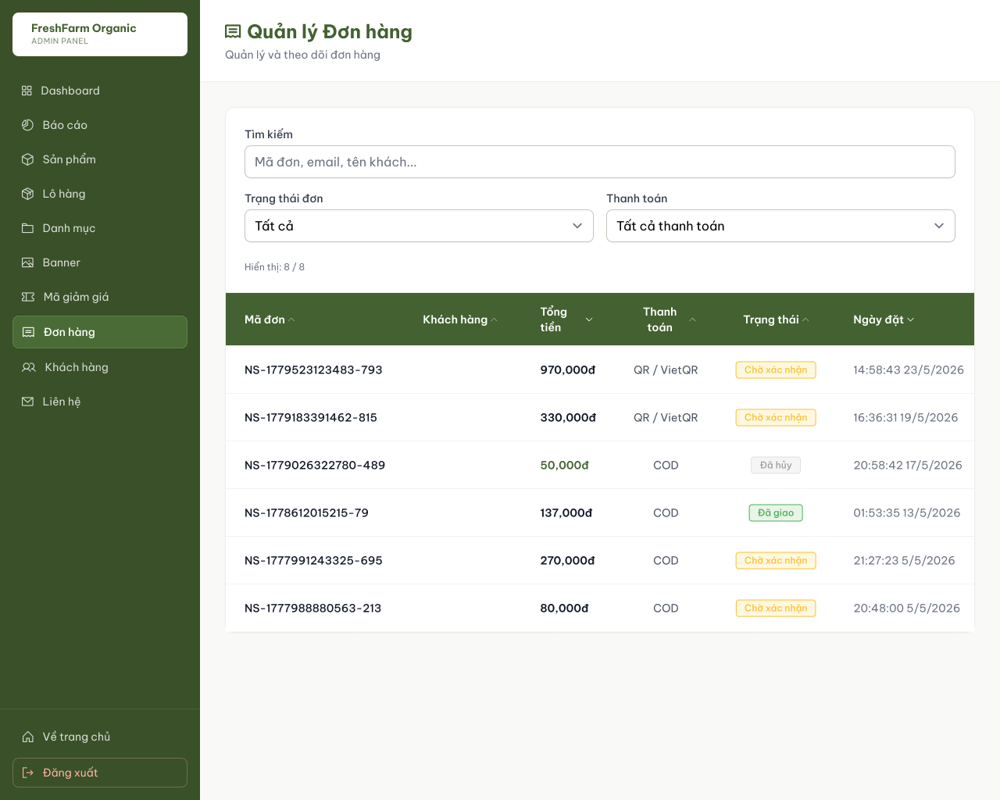 FreshFarm Organic
ADMIN PANEL
Dashboard
Báo cáo
Sản phẩm
Lô hàng
Danh mục
Banner
Mã giảm giá
Đơn hàng
Khách hàng
Liên hệ
Về trang chủ
Đăng xuất
Quản lý Đơn hàng
Quản lý và theo dõi đơn hàng
Tìm kiếm
Mã đơn, email, tên khách...
Trạng thái đơn
Thanh toán
Tất cả
Tất cả thanh toán
Hiển thị: 8 / 8
Mã đơn Khách hàng Tổng tiền Thanh toán Trạng thái Ngày đặt
NS-1779523123483-793 970,000đ QR / VietQR Chờ xác nhận 14:58:43 23/5/2026
NS-1779183391462-815 330,000đ QR / VietQR Chờ xác nhận 16:36:31 19/5/2026
NS-1779026322780-489 50,000đ COD Đã hủy 20:58:42 17/5/2026
NS-1778612015215-79 137,000đ COD Đã giao 01:53:35 13/5/2026
NS-1777991243325-695 270,000đ COD Chờ xác nhận 21:27:23 5/5/2026
NS-1777988880563-213 80,000đ COD Chờ xác nhận 20:48:00 5/5/2026